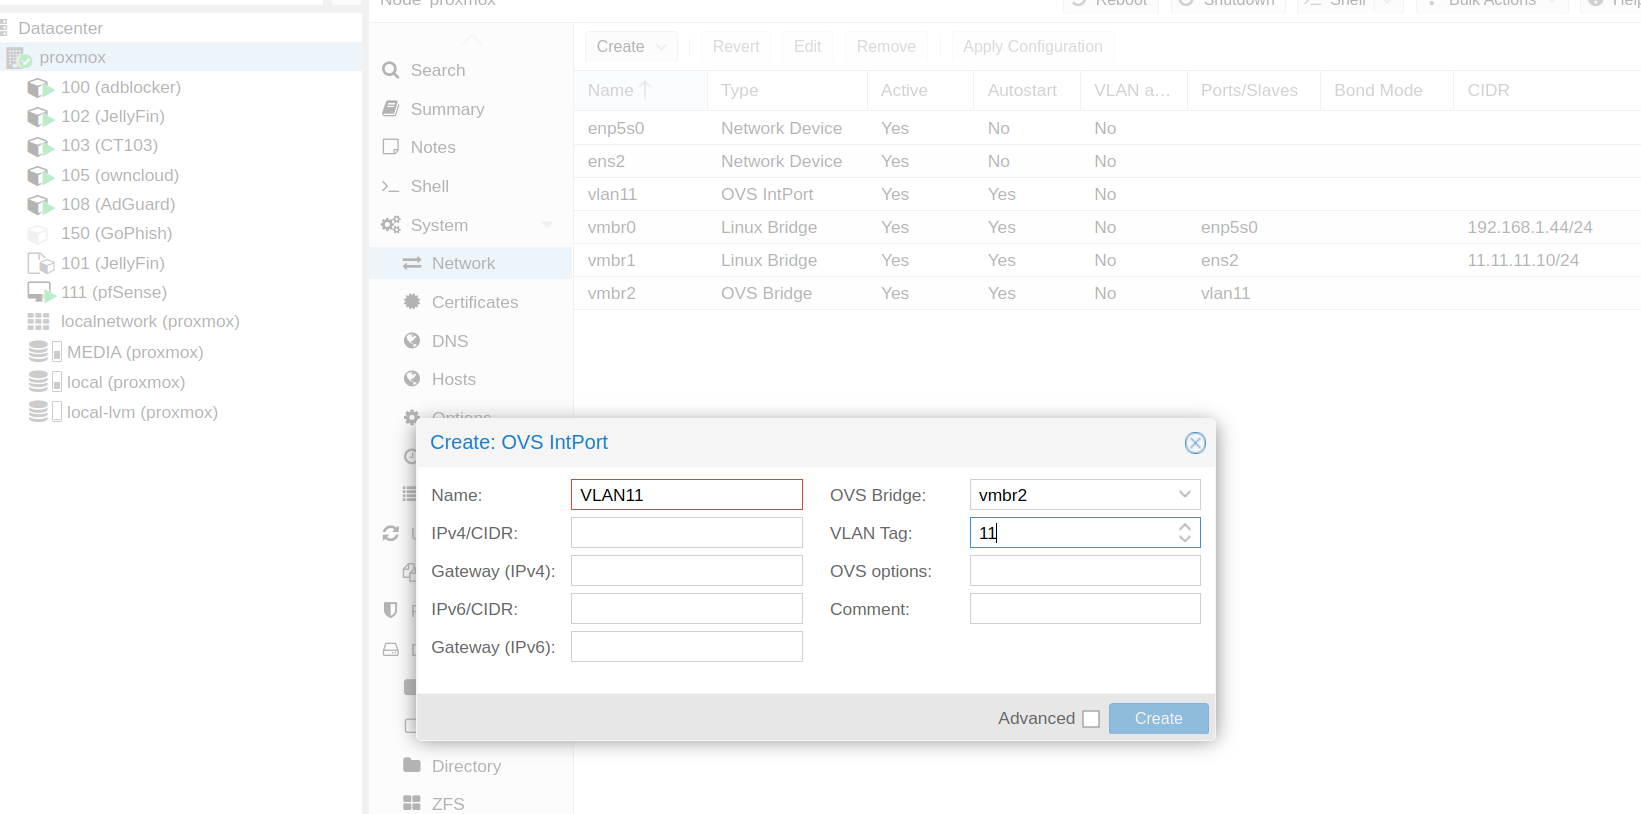 Node 'proxmox'
Reboot
Shutdown
Shell
Bulk Actions
Datacenter
proxmox
100 (adblocker)
102 (JellyFin)
103 (CT103)
105 (owncloud)
108 (AdGuard)
150 (GoPhish)
101 (JellyFin)
111 (pfSense)
localnetwork (proxmox)
MEDIA (proxmox)
local (proxmox)
local-lvm (proxmox)
Search
Summary
Notes
Shell
System
Network
Certificates
DNS
Hosts
Options
Directory
ZFS
Create Revert Edit Remove Apply Configuration
Name Type Active Autostart VLAN a... Ports/Slaves Bond Mode CIDR
enp5s0 Network Device Yes No No
ens2 Network Device Yes No No
vlan11 OVS IntPort Yes Yes No
vmbr0 Linux Bridge Yes Yes No enp5s0 192.168.1.44/24
vmbr1 Linux Bridge Yes Yes No ens2 11.11.11.10/24
vmbr2 OVS Bridge Yes Yes No vlan11
Create: OVS IntPort
Name: VLAN11 OVS Bridge: vmbr2
IPv4/CIDR: VLAN Tag: 11
Gateway (IPv4): OVS options:
IPv6/CIDR: Comment:
Gateway (IPv6):
Advanced Create